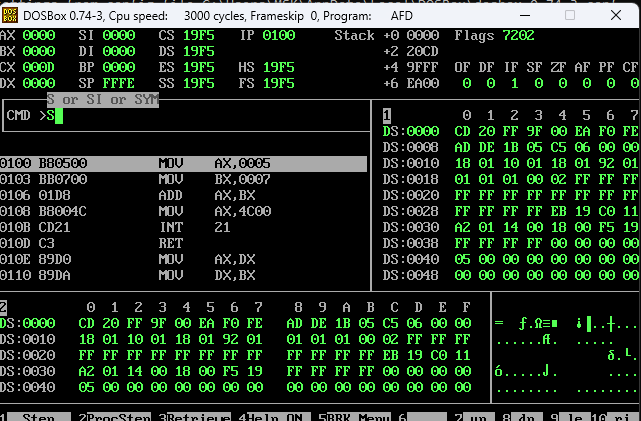 DOSBox 0.74-3, Cpu speed: 3000 cycles, Frameskip 0, Program: AFD
AX 0000 SI 0000 CS 19F5 IP 0100 Stack +0 0000 Flags 7202
BX 0000 DI 0000 DS 19F5 +2 20CD
CX 000D BP 0000 ES 19F5 HS 19F5 +4 9FFF OF DF IF SF ZF AF PF CF
DX 0000 SP FFFE SS 19F5 FS 19F5 +6 EA00 0 0 1 0 0 0 0 0
S or SI or SYM
CMD >S
1 0 1 2 3 4 5 6 7
DS:0000 CD 20 FF 9F 00 EA F0 FE
DS:0008 AD DE 1B 05 C5 06 00 00
0100 B80500 MOV AX,0005 DS:0010 18 01 10 01 18 01 92 01
0103 BB0700 MOV BX,0007 DS:0018 01 01 01 00 02 FF FF FF
0106 01D8 ADD AX,BX DS:0020 FF FF FF FF FF FF FF FF
0108 B8004C MOV AX,4C00 DS:0028 FF FF FF FF EB 19 C0 11
010B CD21 INT 21 DS:0030 A2 01 14 00 18 00 F5 19
010D C3 RET DS:0038 FF FF FF FF 00 00 00 00
010E 89D0 MOV AX,DX DS:0040 05 00 00 00 00 00 00 00
0110 89DA MOV DX,BX DS:0048 00 00 00 00 00 00 00 00
2 0 1 2 3 4 5 6 7 8 9 A B C D E F
DS:0000 CD 20 FF 9F 00 EA F0 FE AD DE 1B 05 C5 06 00 00
DS:0010 18 01 10 01 18 01 92 01 01 01 01 00 02 FF FF FF
DS:0020 FF FF FF FF FF FF FF FF FF FF FF FF EB 19 C0 11
DS:0030 A2 01 14 00 18 00 F5 19 FF FF FF FF 00 00 00 00
DS:0040 05 00 00 00 00 00 00 00 00 00 00 00 00 00 00 00
1 Step 2 ProcStep 3 Retrieve 4 Help ON 5 BRK Menu 6 7 up 8 dn 9 le 10 ri